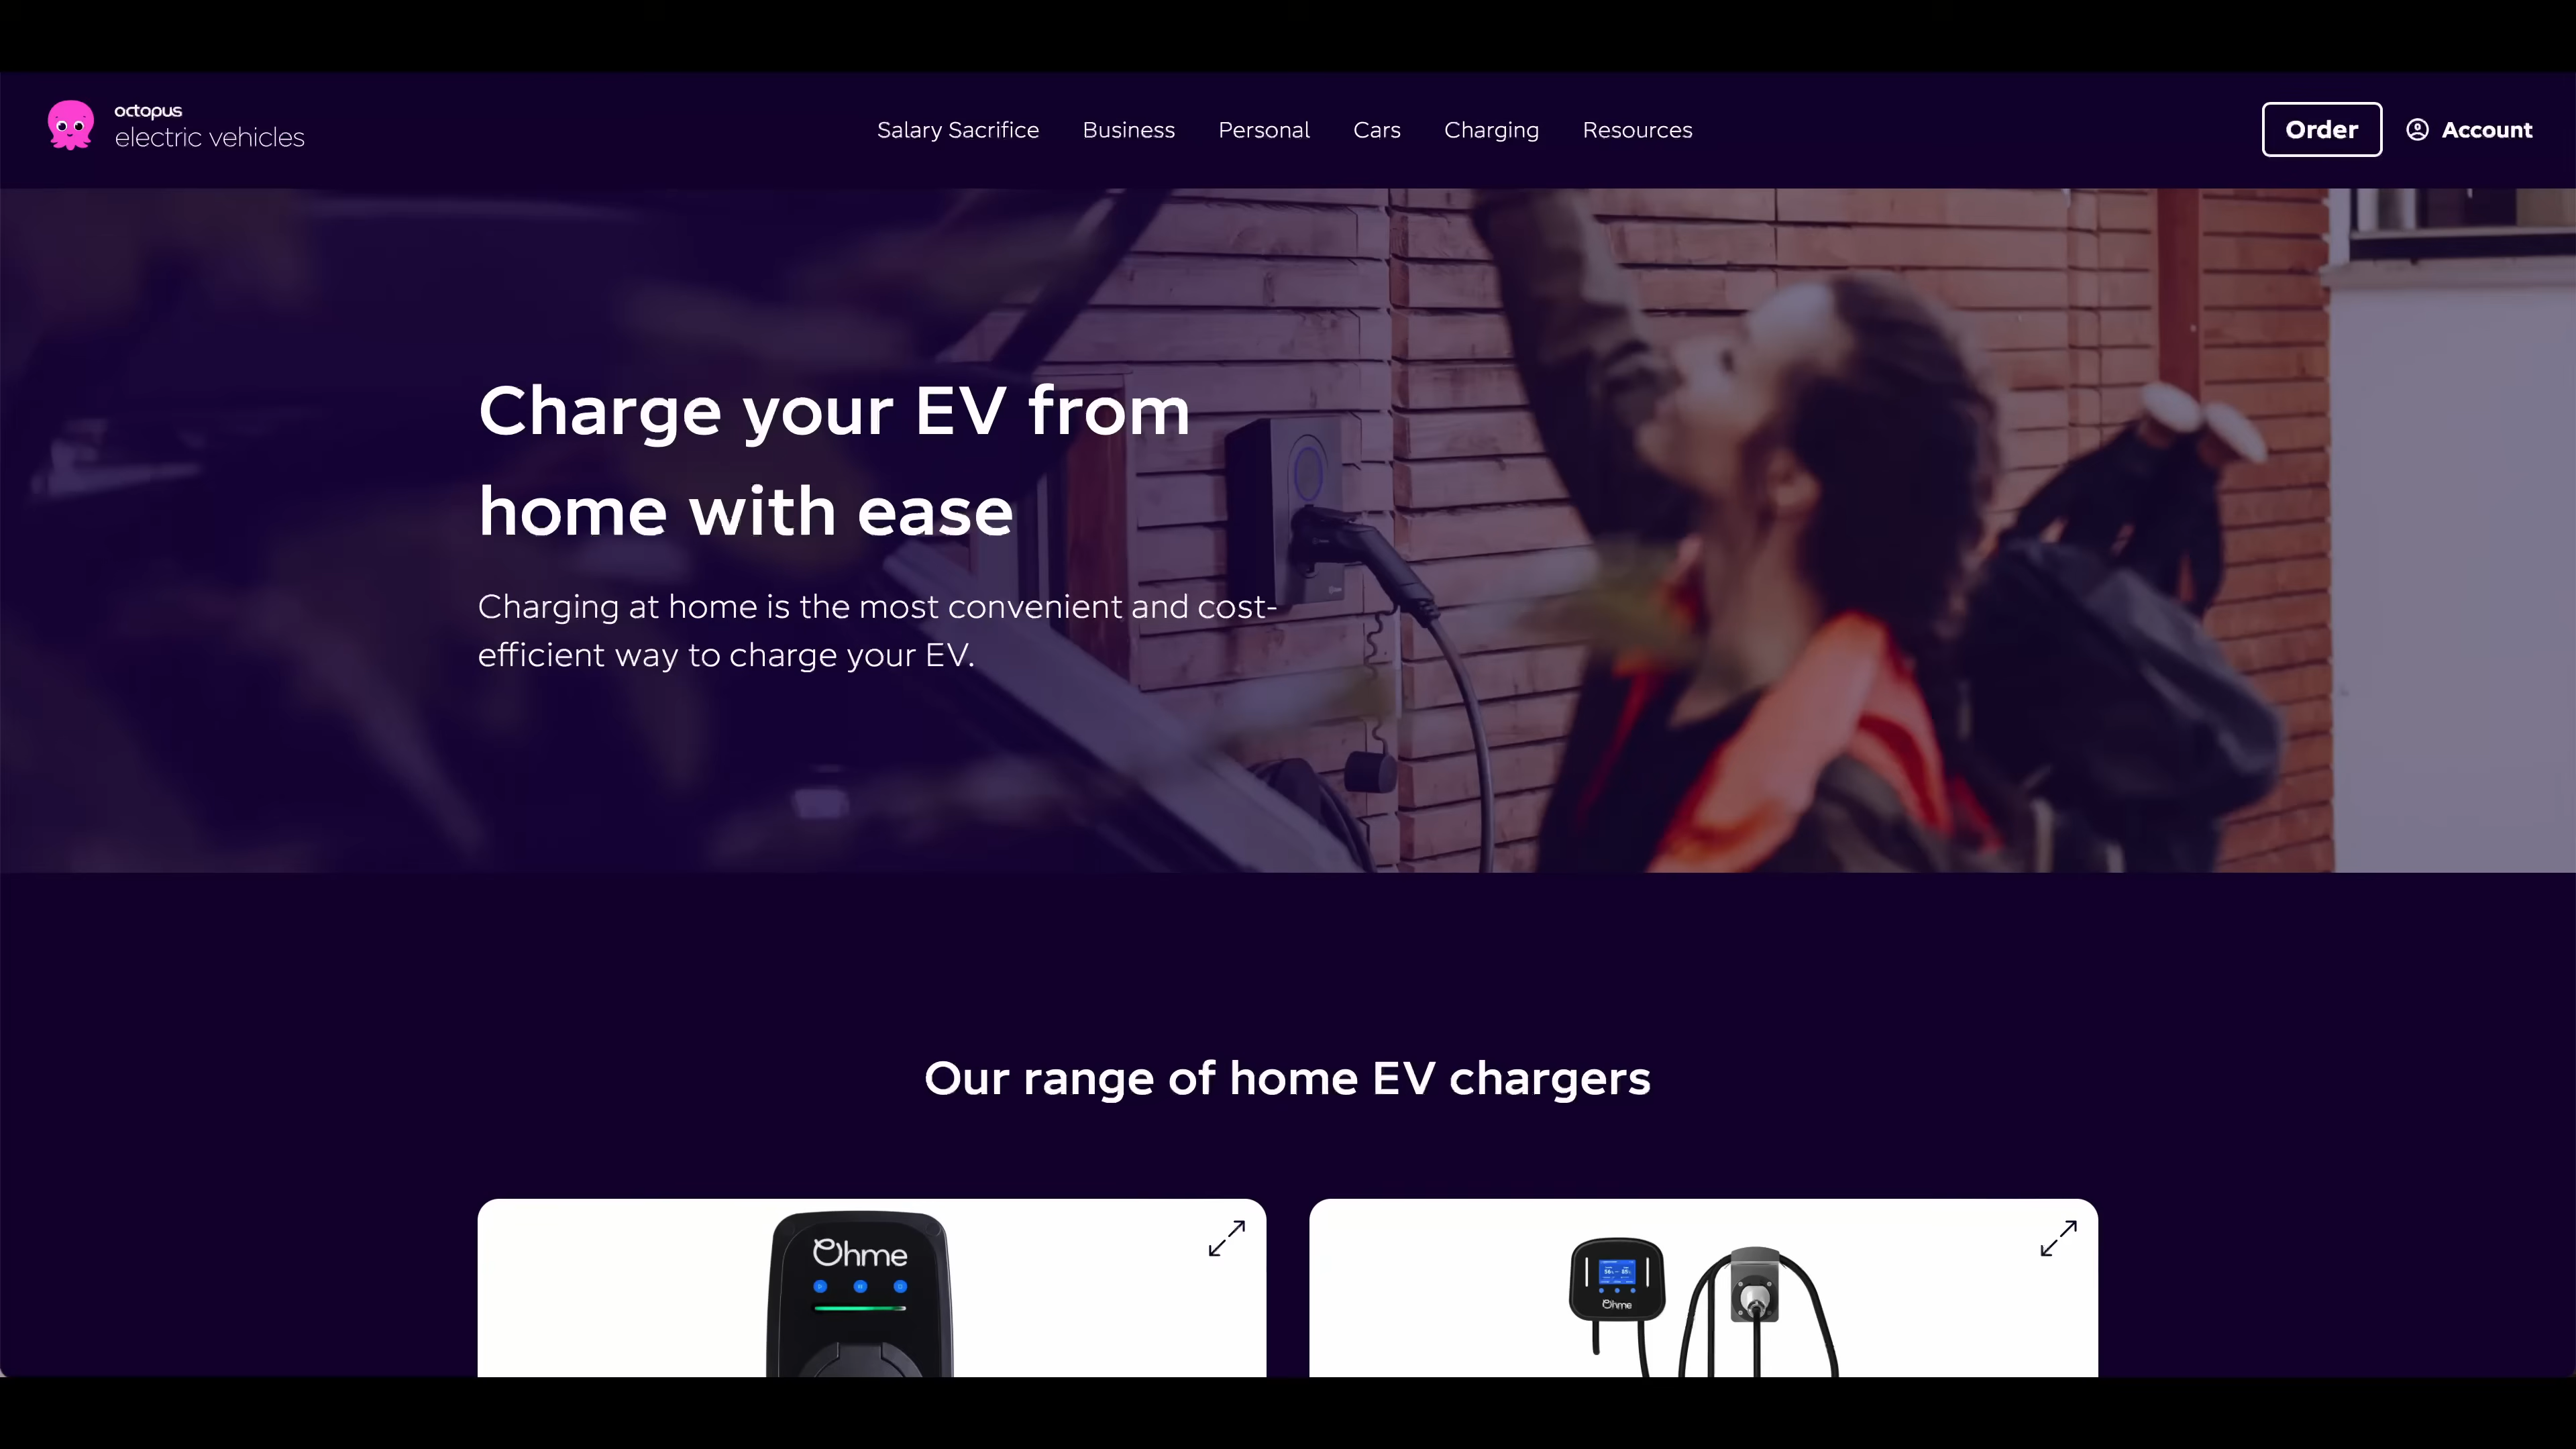 octopus
electric vehicles
Salary Sacrifice
Business
Personal
Cars
Charging
Resources
Order
Account
Charge your EV from
home with ease
Charging at home is the most convenient and cost-
efficient way to charge your EV.
Our range of home EV chargers
Ohme
Ohme